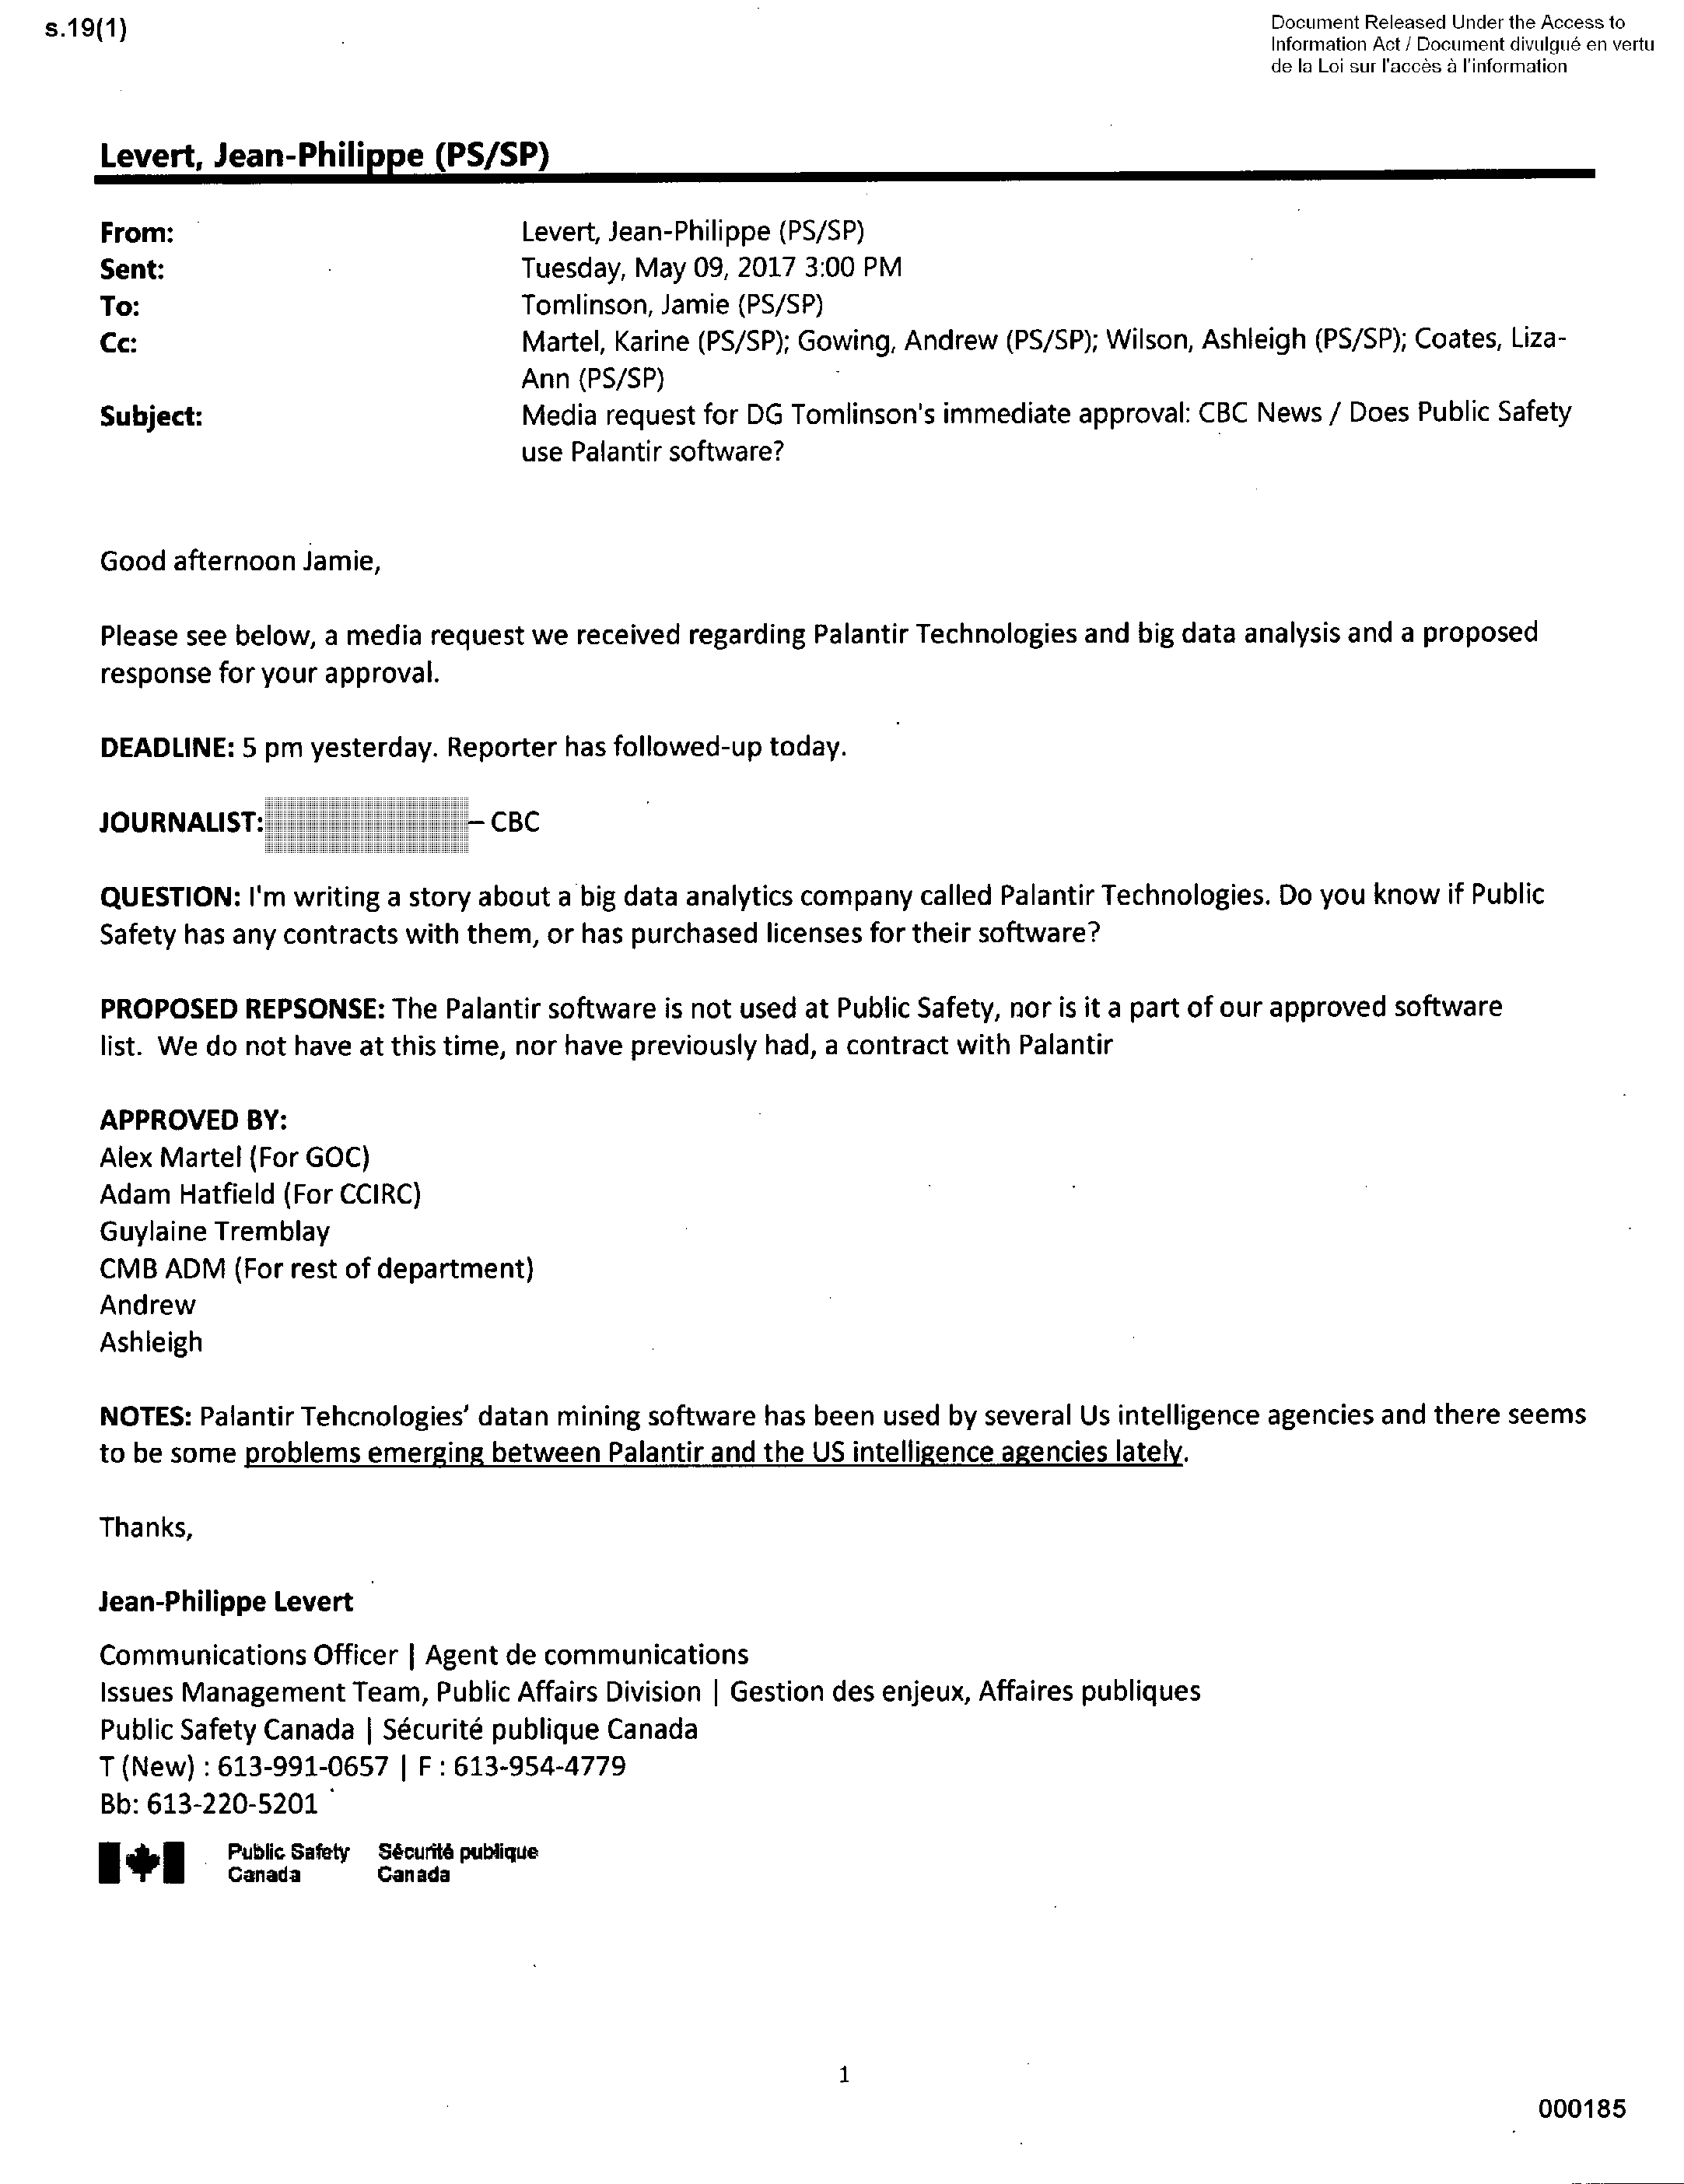 s.19(1)
Document Released Under the Access to
Information Act / Document divulgué en vertu
de la Loi sur l'accès à l'information
Levert, Jean-Philippe (PS/SP)
From: Levert, Jean-Philippe (PS/SP)
Sent: Tuesday, May 09, 2017 3:00 PM
To: Tomlinson, Jamie (PS/SP)
Cc: Martel, Karine (PS/SP); Gowing, Andrew (PS/SP); Wilson, Ashleigh (PS/SP); Coates, Liza-
Ann (PS/SP)
Subject: Media request for DG Tomlinson's immediate approval: CBC News / Does Public Safety
use Palantir software?
Good afternoon Jamie,
Please see below, a media request we received regarding Palantir Technologies and big data analysis and a proposed
response for your approval.
DEADLINE: 5 pm yesterday. Reporter has followed-up today.
JOURNALIST: – CBC
QUESTION: I'm writing a story about a big data analytics company called Palantir Technologies. Do you know if Public
Safety has any contracts with them, or has purchased licenses for their software?
PROPOSED REPSONSE: The Palantir software is not used at Public Safety, nor is it a part of our approved software
list. We do not have at this time, nor have previously had, a contract with Palantir
APPROVED BY:
Alex Martel (For GOC)
Adam Hatfield (For CCIRC)
Guylaine Tremblay
CMB ADM (For rest of department)
Andrew
Ashleigh
NOTES: Palantir Tehcnologies' datan mining software has been used by several Us intelligence agencies and there seems
to be some problems emerging between Palantir and the US intelligence agencies lately.
Thanks,
Jean-Philippe Levert
Communications Officer | Agent de communications
Issues Management Team, Public Affairs Division | Gestion des enjeux, Affaires publiques
Public Safety Canada | Sécurité publique Canada
T (New) : 613-991-0657 | F : 613-954-4779
Bb: 613-220-5201
Public Safety Sécurité publique
Canada Canada
1
000185